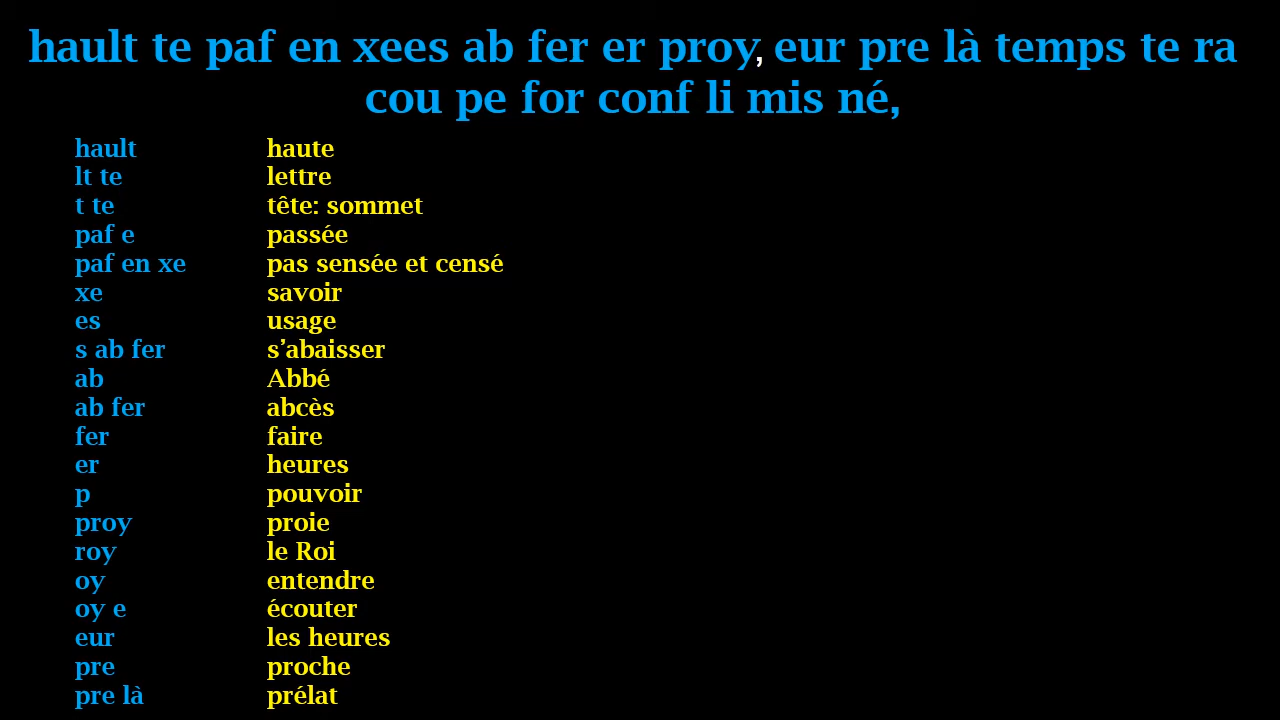 hault te paf en xees ab fer er proy, eur pre là temps te ra
cou pe for conf li mis né,
hault haute
lt te lettre
t te tête: sommet
paf e passée
paf en xe pas sensée et censé
xe savoir
es usage
s ab fer s’abaisser
ab Abbé
ab fer abcès
fer faire
er heures
p pouvoir
proy proie
roy le Roi
oy entendre
oy e écouter
eur les heures
pre proche
pre là prélat